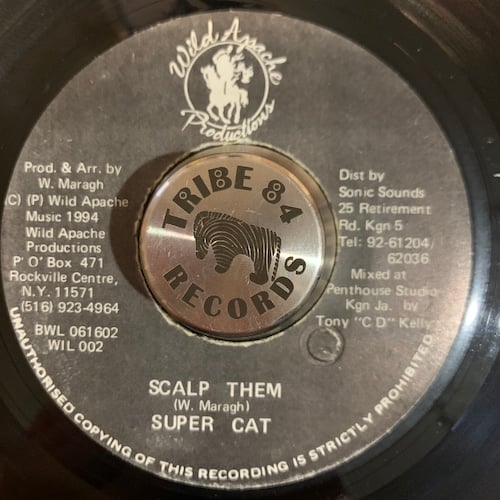 Wild Apache
Productions
Prod. & Arr. by
W. Maragh
(C) (P) Wild Apache
Music 1994
Wild Apache
Productions
P' O' Box 471
Rockville Centre,
N.Y. 11571
(516) 923-4964
BWL 061602
WIL 002
TRIBE 84
RECORDS
Dist by
Sonic Sounds
25 Retirement
Rd. Kgn 5
Tel: 92-61204/
62036
Mixed at
Penthouse Studio
Kgn Ja. by
Tony "C D" Kelly
SCALP THEM
(W. Maragh)
SUPER CAT
UNAUTHORISED COPYING OF THIS RECORDING IS STRICTLY PROHIBITED